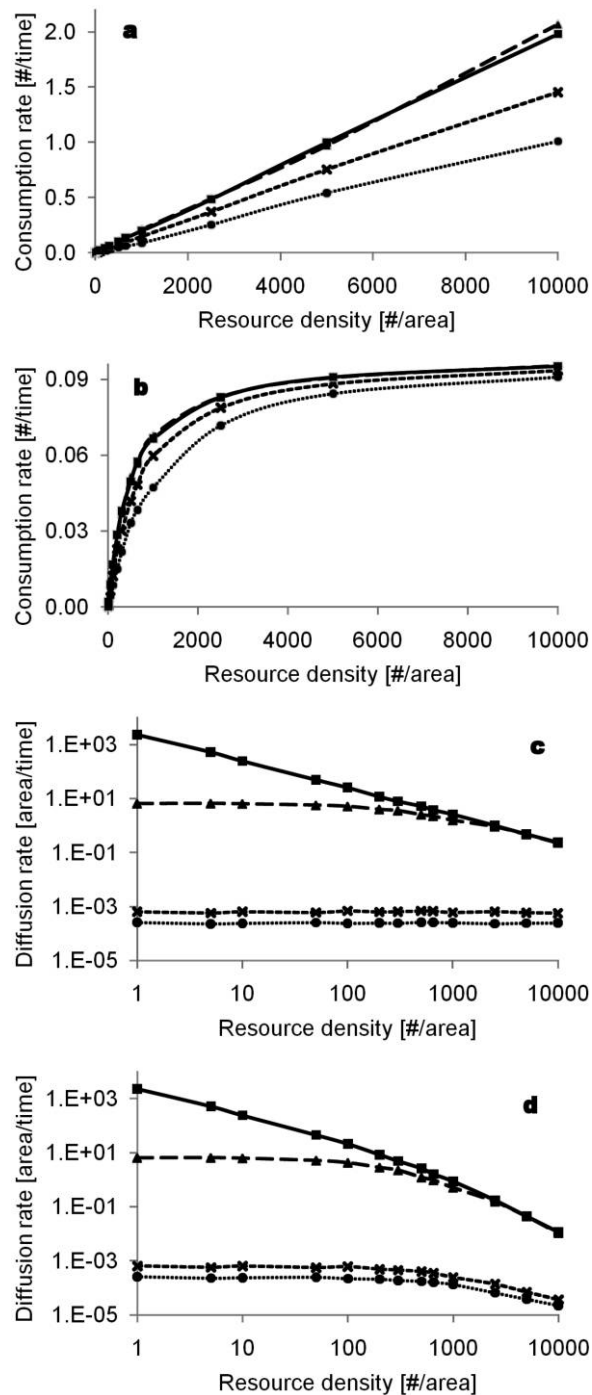 a
Consumption rate [#/time]
2.0
1.5
1.0
0.5
0.0
0 2000 4000 6000 8000 10000
Resource density [#/area]
b
Consumption rate [#/time]
0.09
0.06
0.03
0.00
0 2000 4000 6000 8000 10000
Resource density [#/area]
c
Diffusion rate [area/time]
1.E+03
1.E+01
1.E-01
1.E-03
1.E-05
1 10 100 1000 10000
Resource density [#/area]
d
Diffusion rate [area/time]
1.E+03
1.E+01
1.E-01
1.E-03
1.E-05
1 10 100 1000 10000
Resource density [#/area]